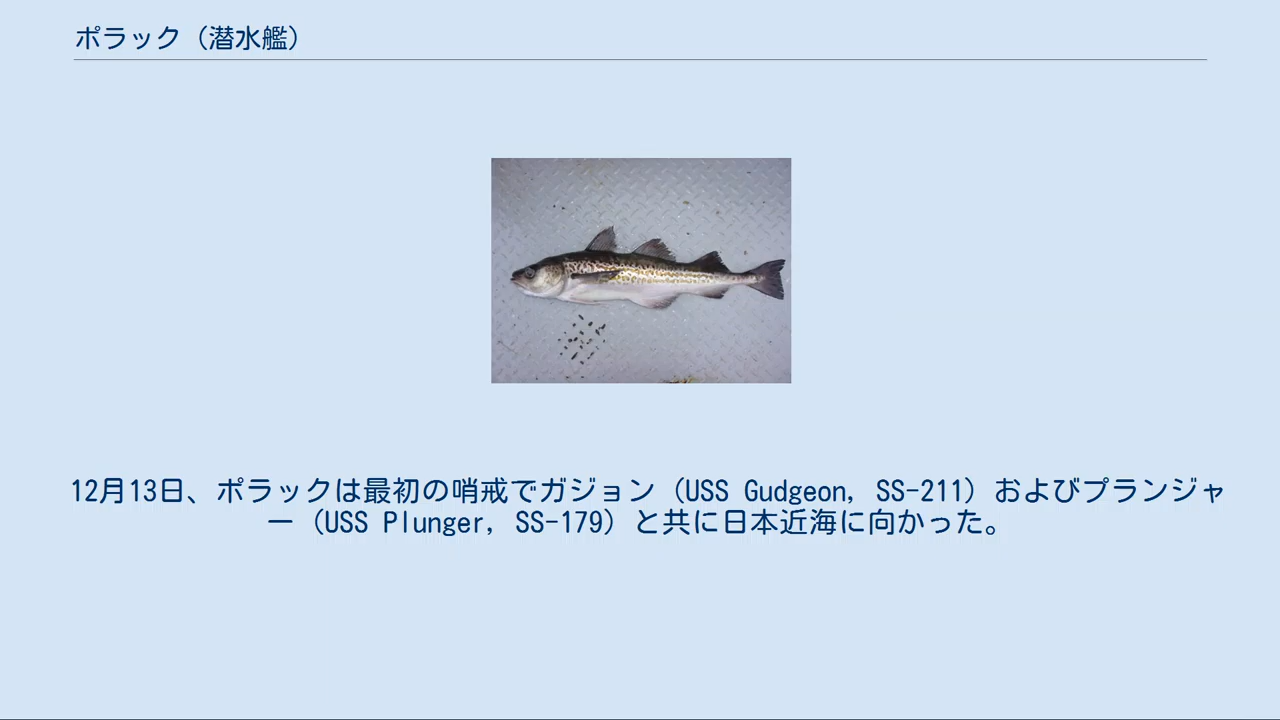 ポラック（潜水艦）
12月13日、ポラックは最初の哨戒でガジョン（USS Gudgeon, SS-211）およびプランジャ
ー（USS Plunger, SS-179）と共に日本近海に向かった。